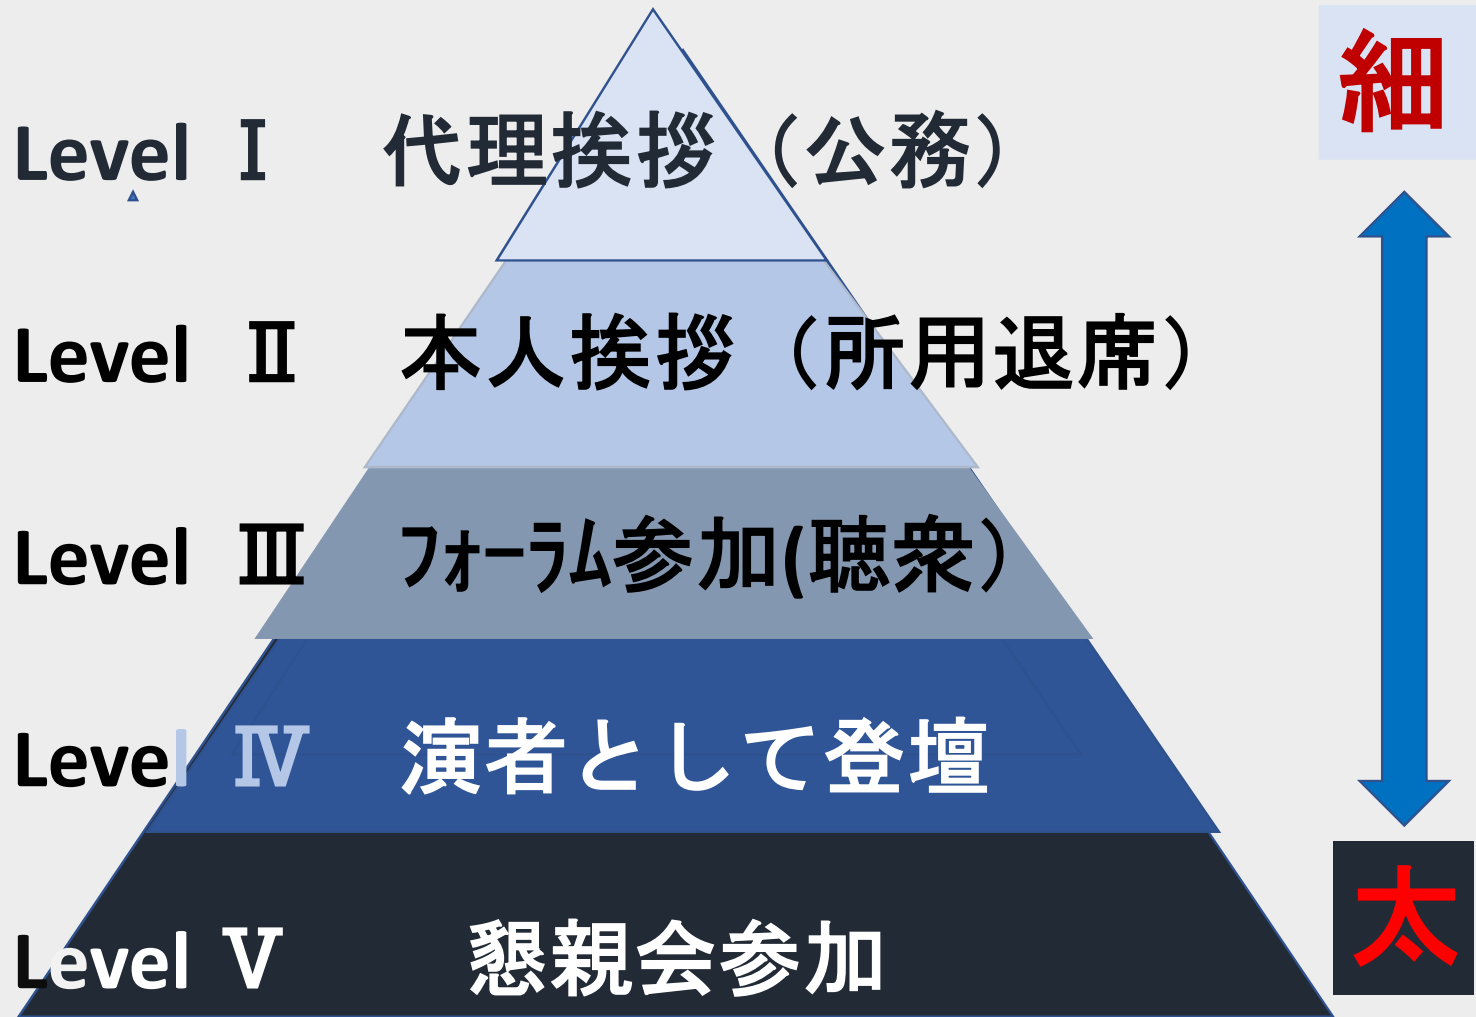 細
Level Ⅰ 代理挨拶（公務）
Level Ⅱ 本人挨拶（所用退席）
Level Ⅲ ﾌｫｰﾗﾑ参加(聴衆）
Level Ⅳ 演者として登壇
太
Level Ⅴ 懇親会参加